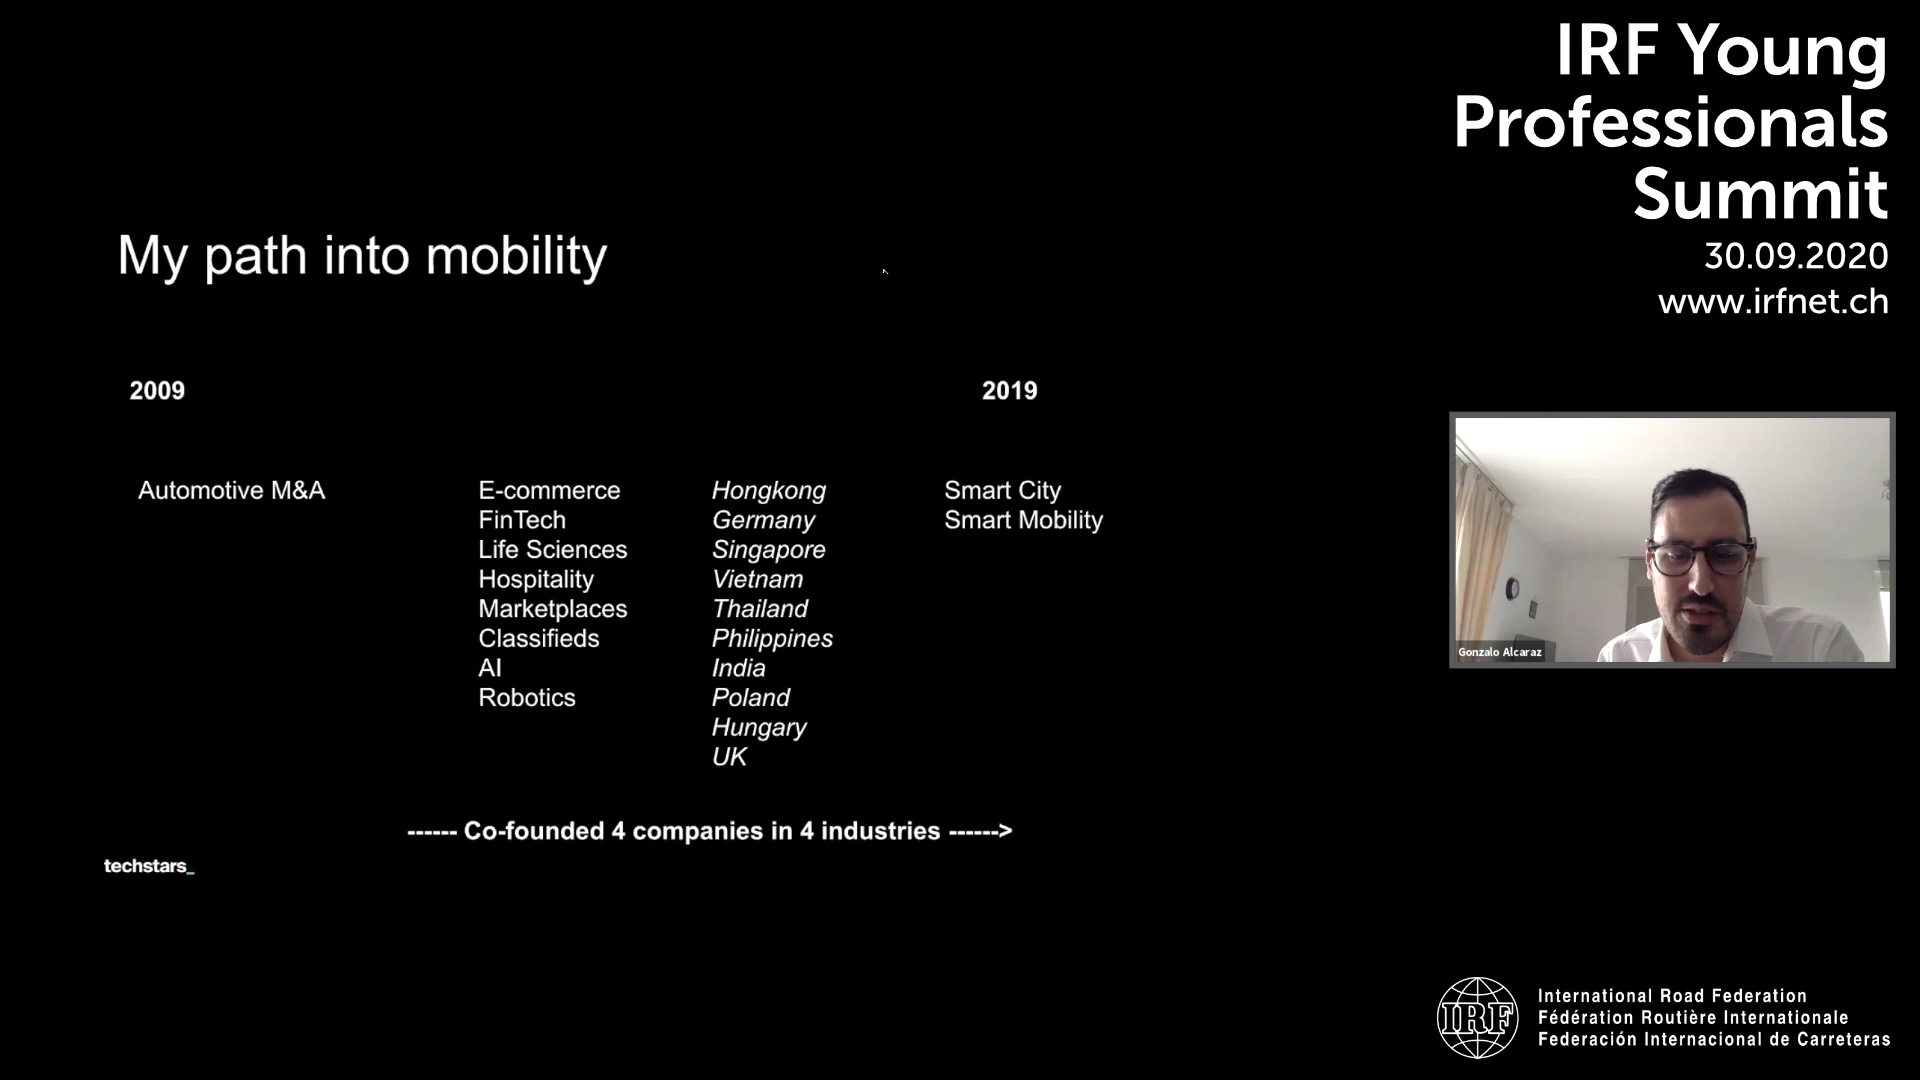 IRF Young
Professionals
Summit
30.09.2020
www.irfnet.ch
My path into mobility
2009
2019
Automotive M&A
E-commerce
FinTech
Life Sciences
Hospitality
Marketplaces
Classifieds
AI
Robotics
Hongkong
Germany
Singapore
Vietnam
Thailand
Philippines
India
Poland
Hungary
UK
Smart City
Smart Mobility
------ Co-founded 4 companies in 4 industries ------>
techstars_
Gonzalo Alcaraz
IRF
International Road Federation
Fédération Routière Internationale
Federación Internacional de Carreteras